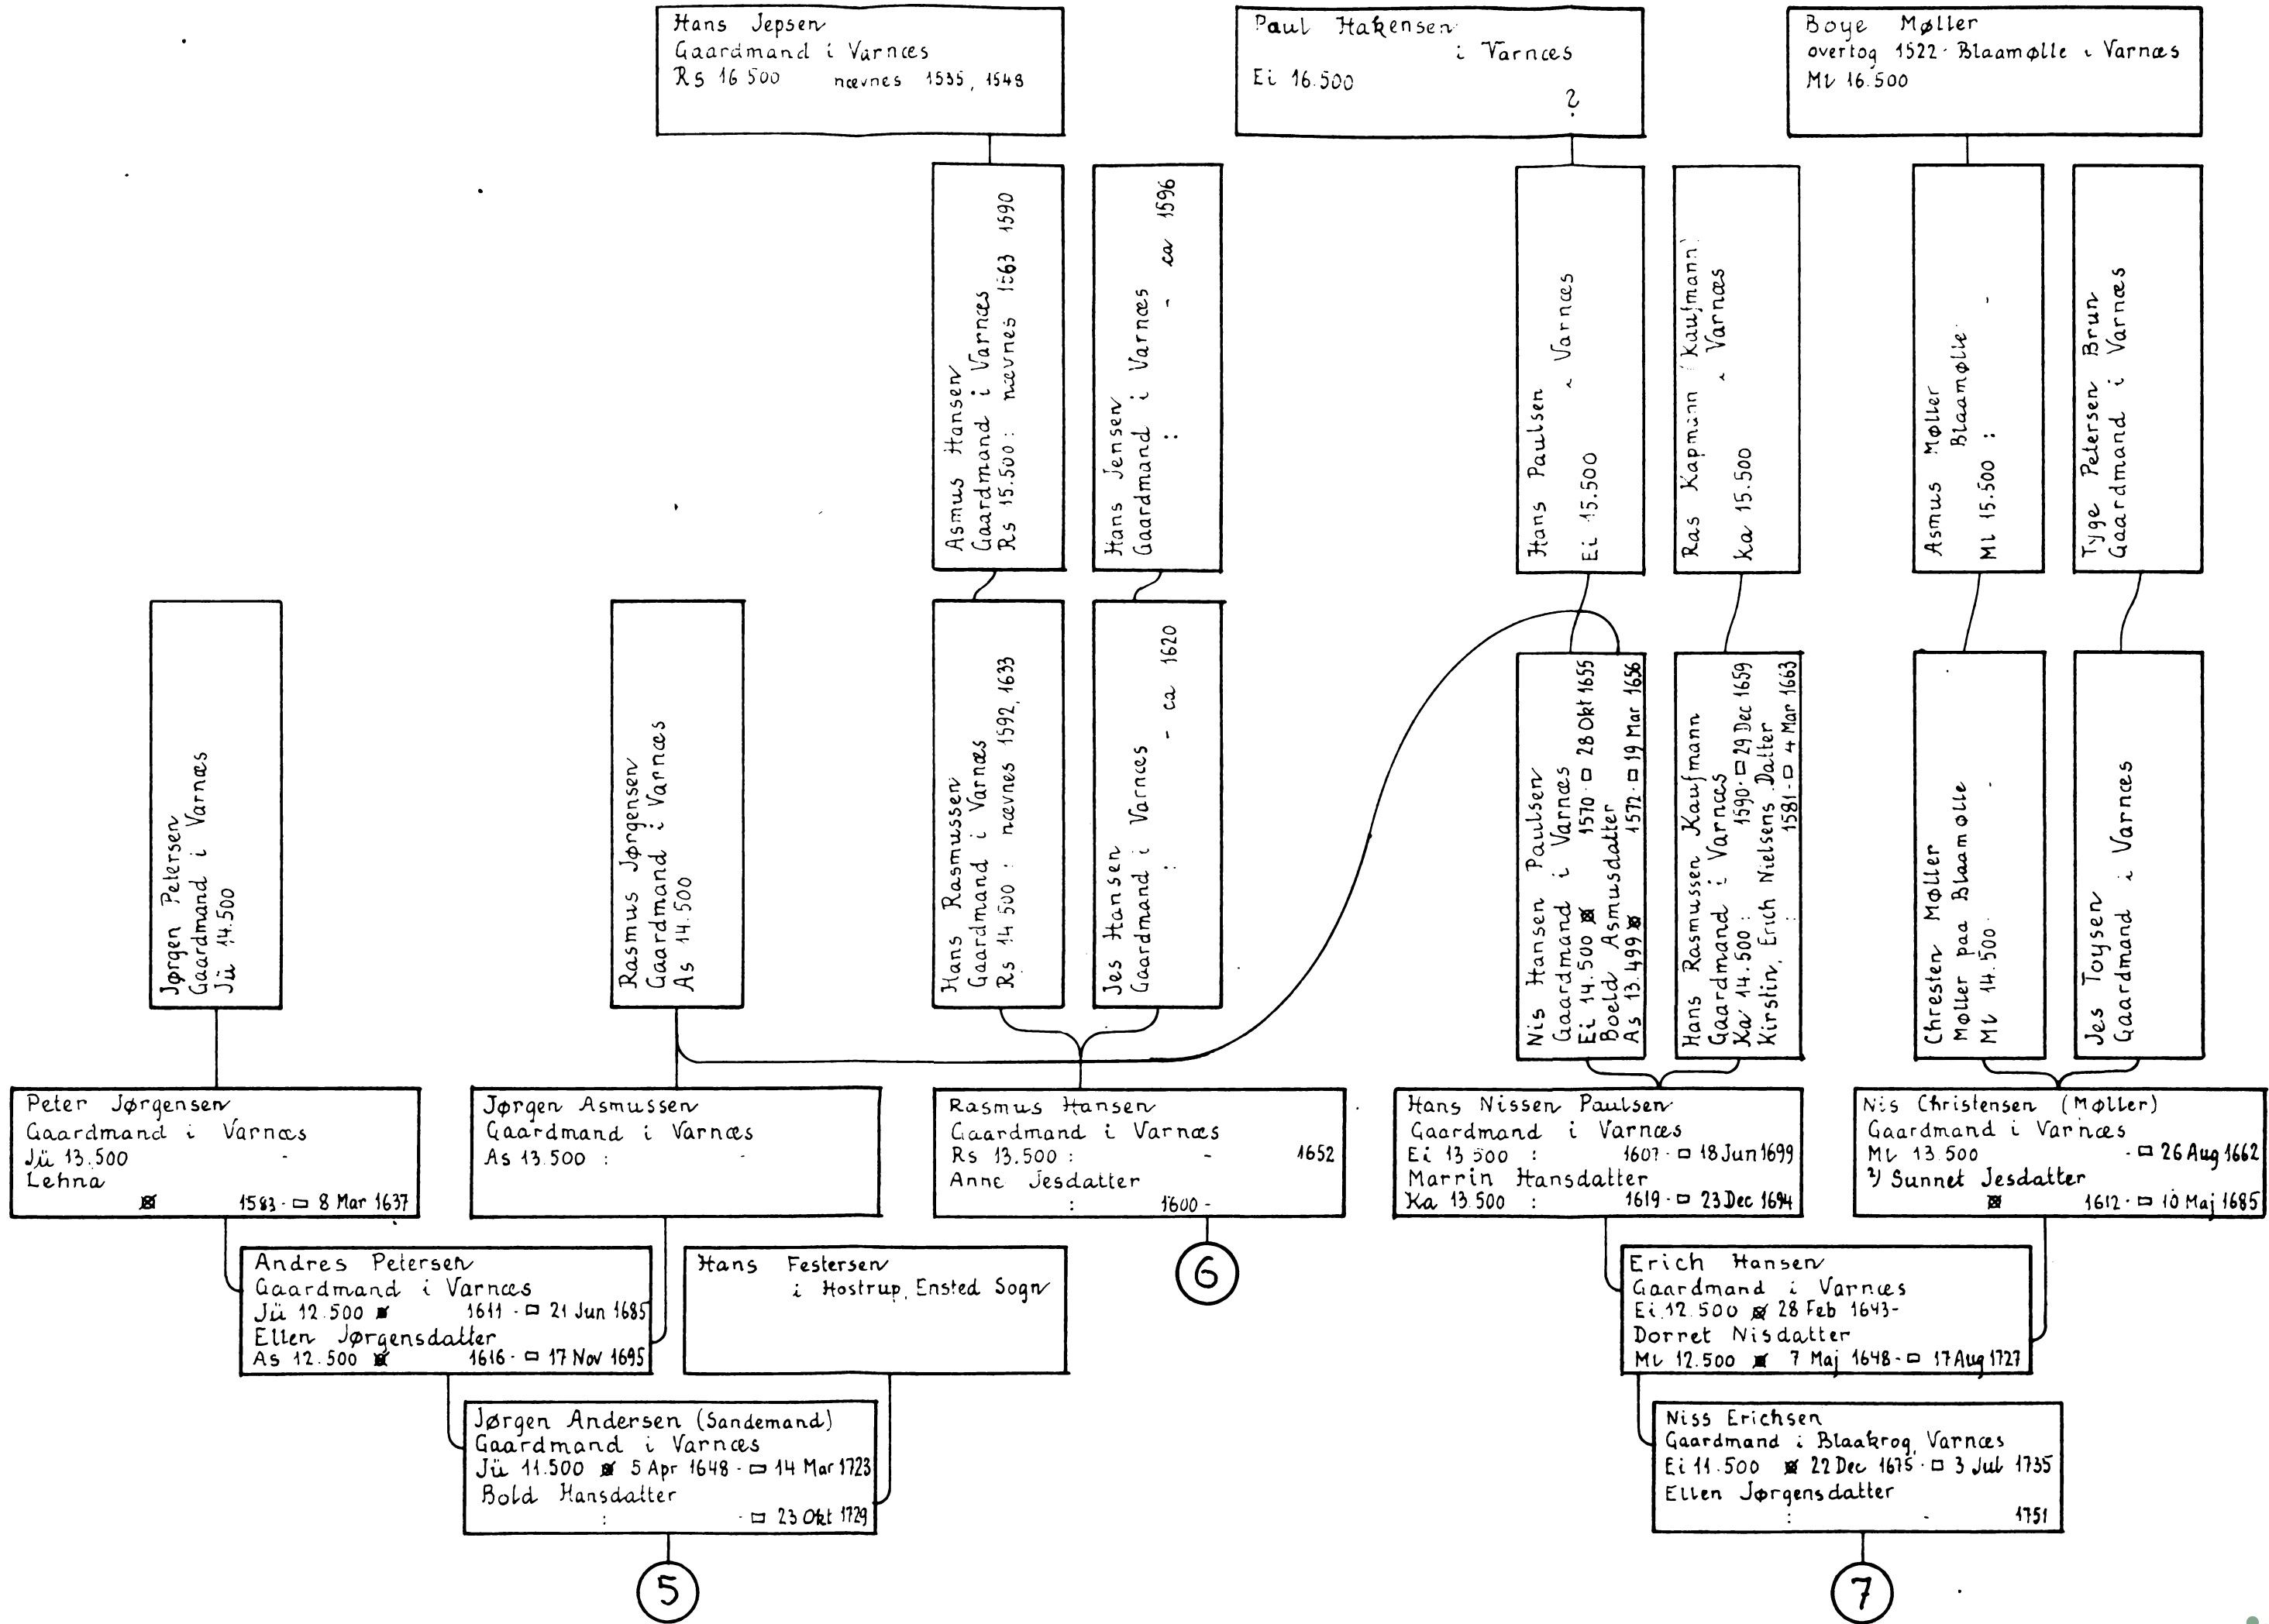 Hans Jepsen
Gaardmand i Varnæs
Rs 16 500 nævnes 1535, 1548
Paul Hakensen
i Varnæs
Ei 16.500
?
Boye Møller
overtog 1522 · Blaamølle i Varnæs
Ml 16.500
Asmus Hansen
Gaardmand i Varnæs
Rs 15.500 : nævnes 1563 1590
Hans Jensen
Gaardmand i Varnæs
: - ca 1596
Hans Paulsen
i Varnæs
Ei 15.500
Ras Kapmann (Kaufmann)
i Varnæs
Ka 15.500
Asmus Møller
Blaamølle
Ml 15.500 : -
Tyge Petersen Brun
Gaardmand i Varnæs
Jørgen Petersen
Gaardmand i Varnæs
Jü 14.500
Rasmus Jørgensen
Gaardmand i Varnæs
As 14.500
Hans Rasmussen
Gaardmand i Varnæs
Rs 14 500 : nævnes 1592, 1633
Jes Hansen
Gaardmand i Varnæs
: - ca 1620
Nis Hansen Paulsen
Gaardmand i Varnæs
Ei 14.500 ⊠ 1570 · ▭ 28 Okt 1655
Boeld Asmusdatter
As 13.499 ⊠ 1572 · ▭ 19 Mar 1656
Hans Rasmussen Kaufmann
Gaardmand i Varnæs
Ka 14.500 : 1590 · ▭ 29 Dec 1659
Kirstin, Erich Nielsens Datter
: 1581 - ▭ 4 Mar 1663
Chresten Møller
Møller paa Blaamølle
Ml 14.500 · -
Jes Toysen
Gaardmand i Varnæs
Peter Jørgensen
Gaardmand i Varnæs
Jü 13.500 -
Lehna
⊠ 1583 · ▭ 8 Mar 1637
Jørgen Asmussen
Gaardmand i Varnæs
As 13.500 : -
Rasmus Hansen
Gaardmand i Varnæs
Rs 13.500 : - 1652
Anne Jesdatter
: 1600 -
Hans Nissen Paulsen
Gaardmand i Varnæs
Ei 13 500 : 1607 · ▭ 18 Jun 1699
Marrin Hansdatter
Ka 13.500 : 1619 - ▭ 23 Dec 1694
Nis Christensen (Møller)
Gaardmand i Varnæs
Ml 13.500 · ▭ 26 Aug 1662
2) Sunnet Jesdatter
⊠ 1612 · ▭ 10 Maj 1685
Andres Petersen
Gaardmand i Varnæs
Jü 12.500 ⊠ 1611 - ▭ 21 Jun 1685
Ellen Jørgensdatter
As 12.500 ⊠ 1616 · ▭ 17 Nov 1695
Hans Festersen
i Hostrup, Ensted Sogn
6
Erich Hansen
Gaardmand i Varnæs
Ei 12.500 ⊠ 28 Feb 1643-
Dorret Nisdatter
Ml 12.500 ⊠ 7 Maj 1648 - ▭ 17 Aug 1727
Jørgen Andersen (Sandemand)
Gaardmand i Varnæs
Jü 11.500 ⊠ 5 Apr 1648 - ▭ 14 Mar 1723
Bold Hansdatter
: · ▭ 23 Okt 1729
Niss Erichsen
Gaardmand i Blaakrog, Varnæs
Ei 11.500 ⊠ 22 Dec 1675 · ▭ 3 Jul 1735
Ellen Jørgensdatter
: - 1751
5
7